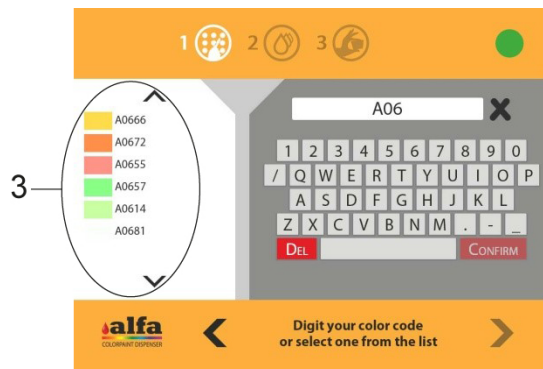 1 2 3
A06
A0666
A0672
A0655
A0657
A0614
A0681
3
1 2 3 4 5 6 7 8 9 0
/ Q W E R T Y U I O P
A S D F G H J K L
Z X C V B N M . - _
DEL CONFIRM
alfa
COLORPAINT DISPENSER
Digit your color code
or select one from the list